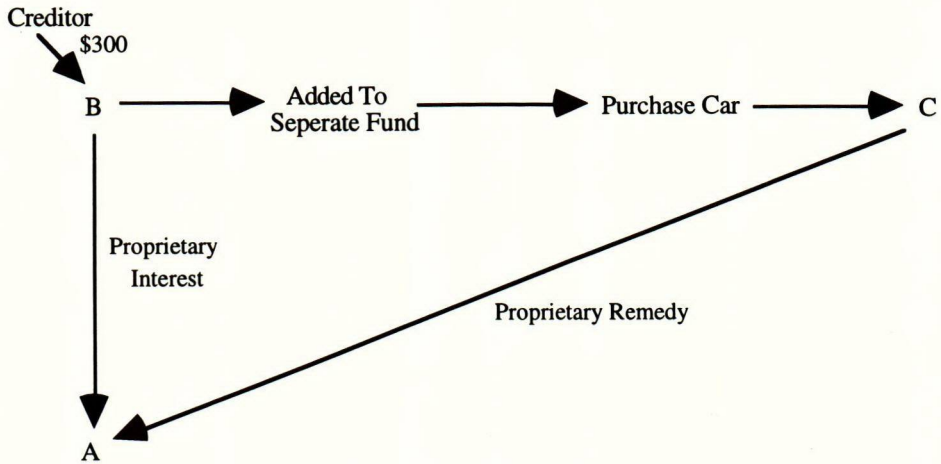 Creditor
$300
B
Added To
Seperate Fund
Purchase Car
C
Proprietary
Interest
Proprietary Remedy
A